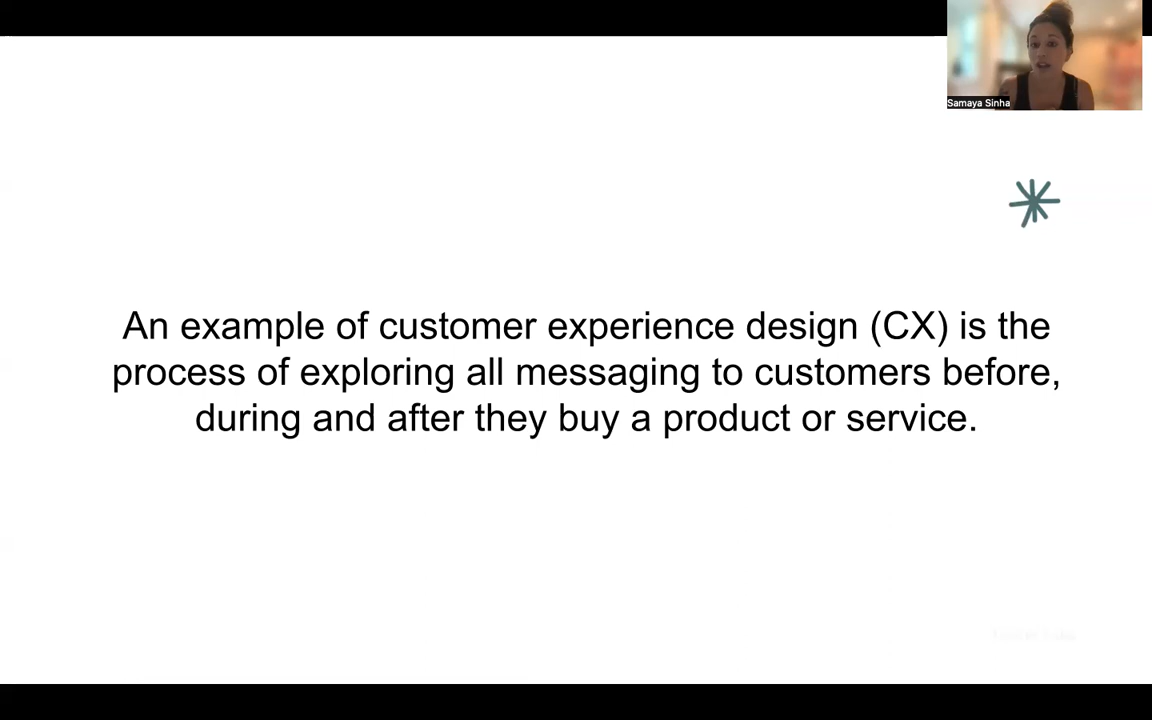 Samaya Sinha
An example of customer experience design (CX) is the
process of exploring all messaging to customers before,
during and after they buy a product or service.